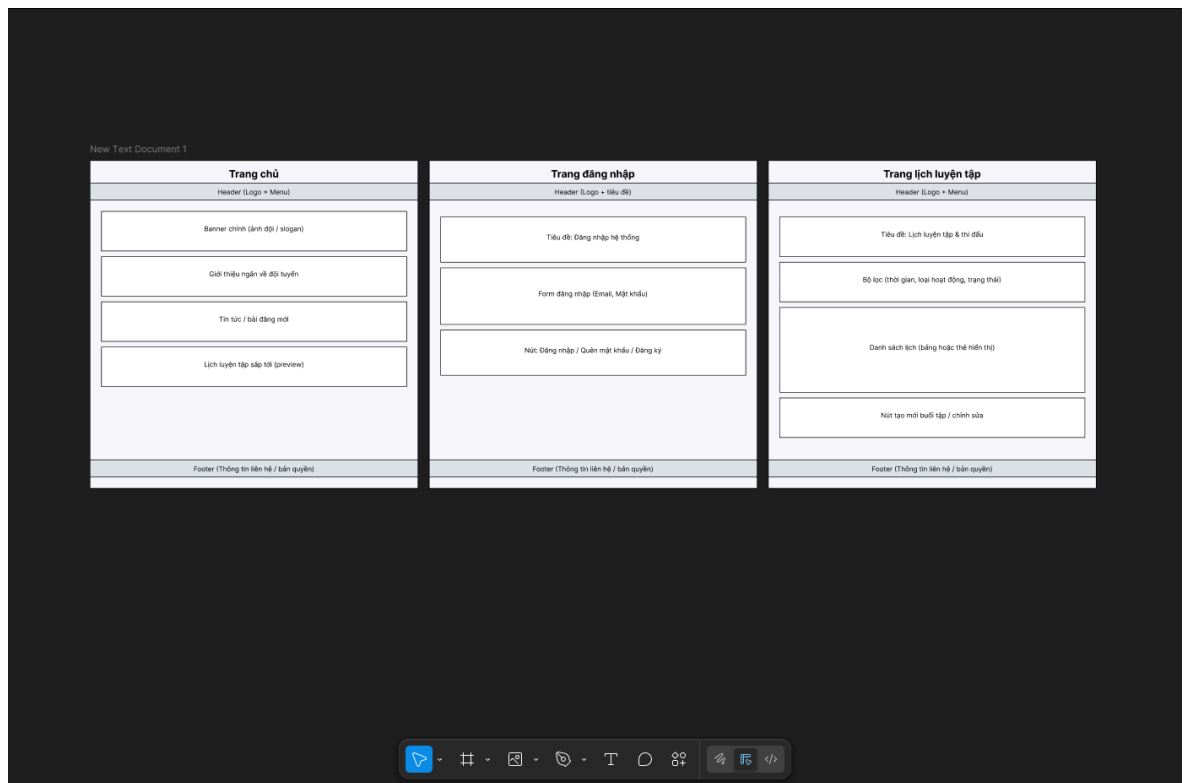 New Text Document 1
Trang chủ
Header (Logo + Menu)
Banner chính (ảnh đội / slogan)
Giới thiệu ngắn về đội tuyển
Tin tức / bài đăng mới
Lịch luyện tập sắp tới (preview)
Footer (Thông tin liên hệ / bản quyền)
Trang đăng nhập
Header (Logo + tiêu đề)
Tiêu đề: Đăng nhập hệ thống
Form đăng nhập (Email, Mật khẩu)
Nút: Đăng nhập / Quên mật khẩu / Đăng ký
Footer (Thông tin liên hệ / bản quyền)
Trang lịch luyện tập
Header (Logo + Menu)
Tiêu đề: Lịch luyện tập & thi đấu
Bộ lọc (thời gian, loại hoạt động, trạng thái)
Danh sách lịch (bảng hoặc thẻ hiển thị)
Nút tạo mới buổi tập / chỉnh sửa
Footer (Thông tin liên hệ / bản quyền)